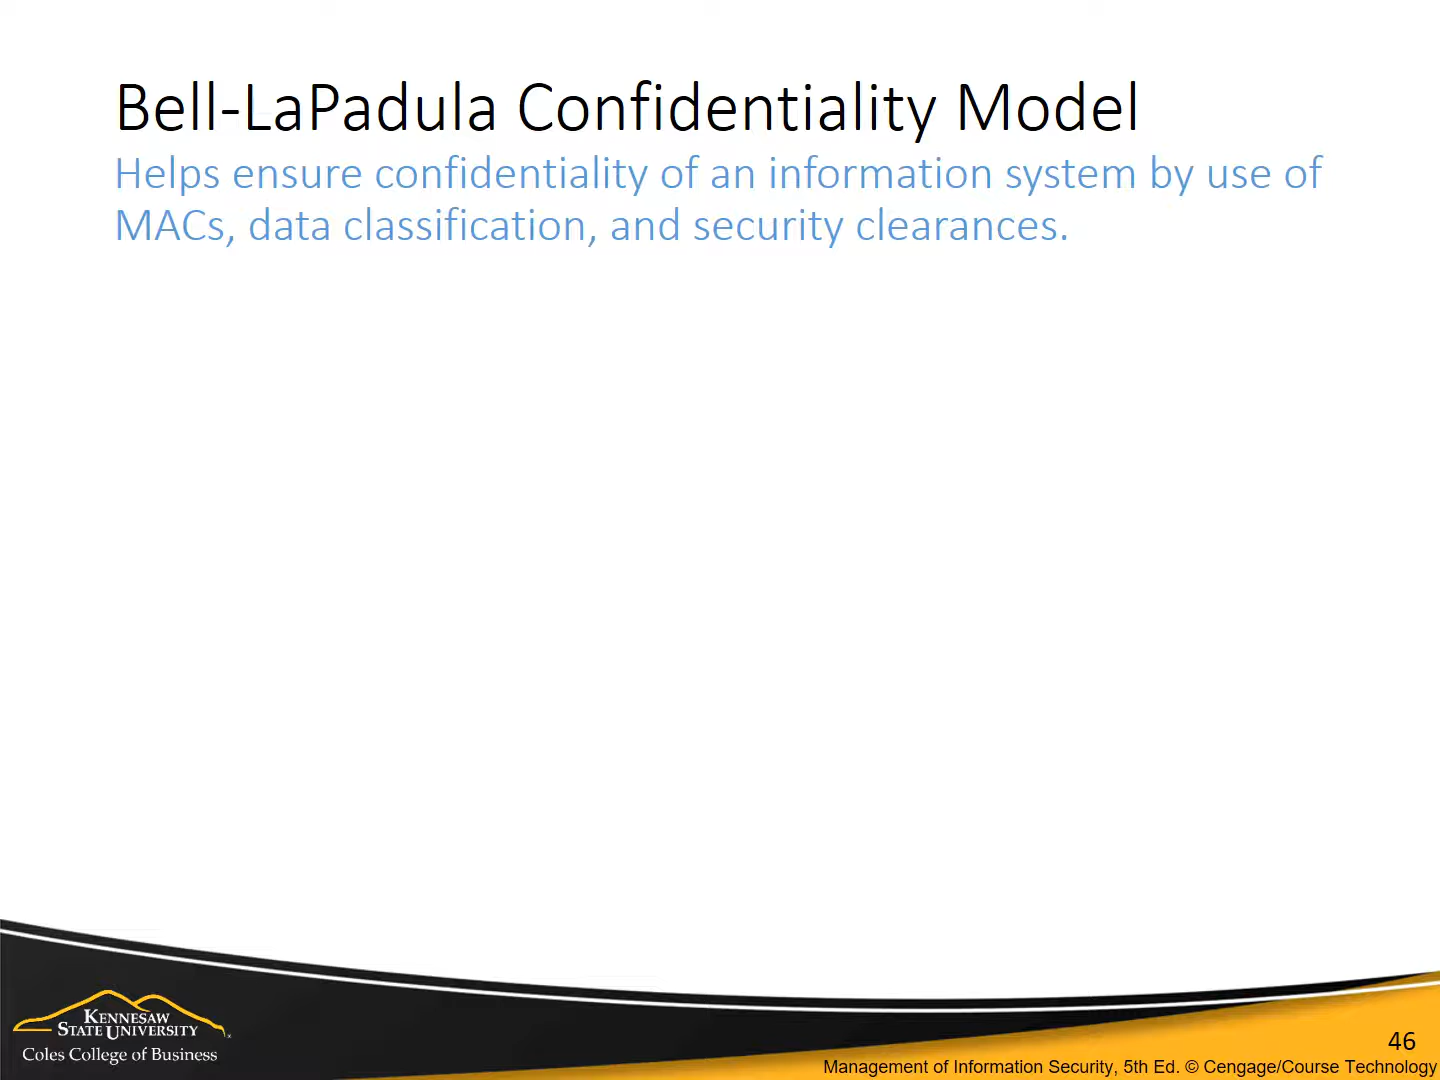 Bell-LaPadula Confidentiality Model
Helps ensure confidentiality of an information system by use of
MACs, data classification, and security clearances.
KENNESAW
STATE UNIVERSITY
Coles College of Business
46
Management of Information Security, 5th Ed. © Cengage/Course Technology